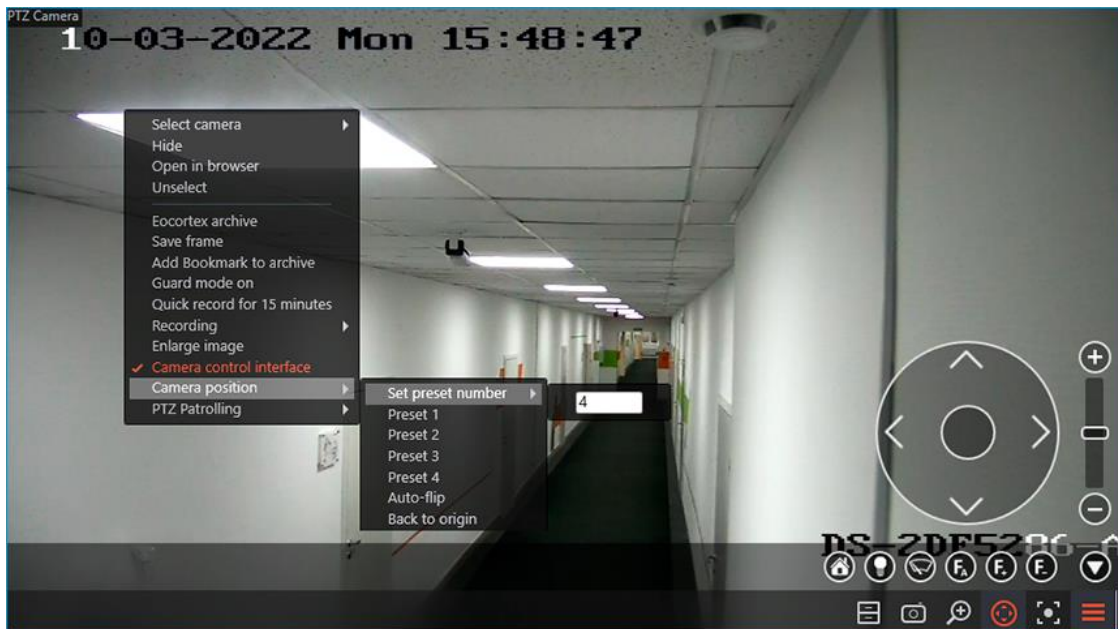 PTZ Camera
10-03-2022 Mon 15:48:47
Select camera
Hide
Open in browser
Unselect
Eocortex archive
Save frame
Add Bookmark to archive
Guard mode on
Quick record for 15 minutes
Recording
Enlarge image
Camera control interface
Camera position
PTZ Patrolling
Set preset number
4
Preset 1
Preset 2
Preset 3
Preset 4
Auto-flip
Back to origin
DS-2DF5286-A
FA
F+
F-